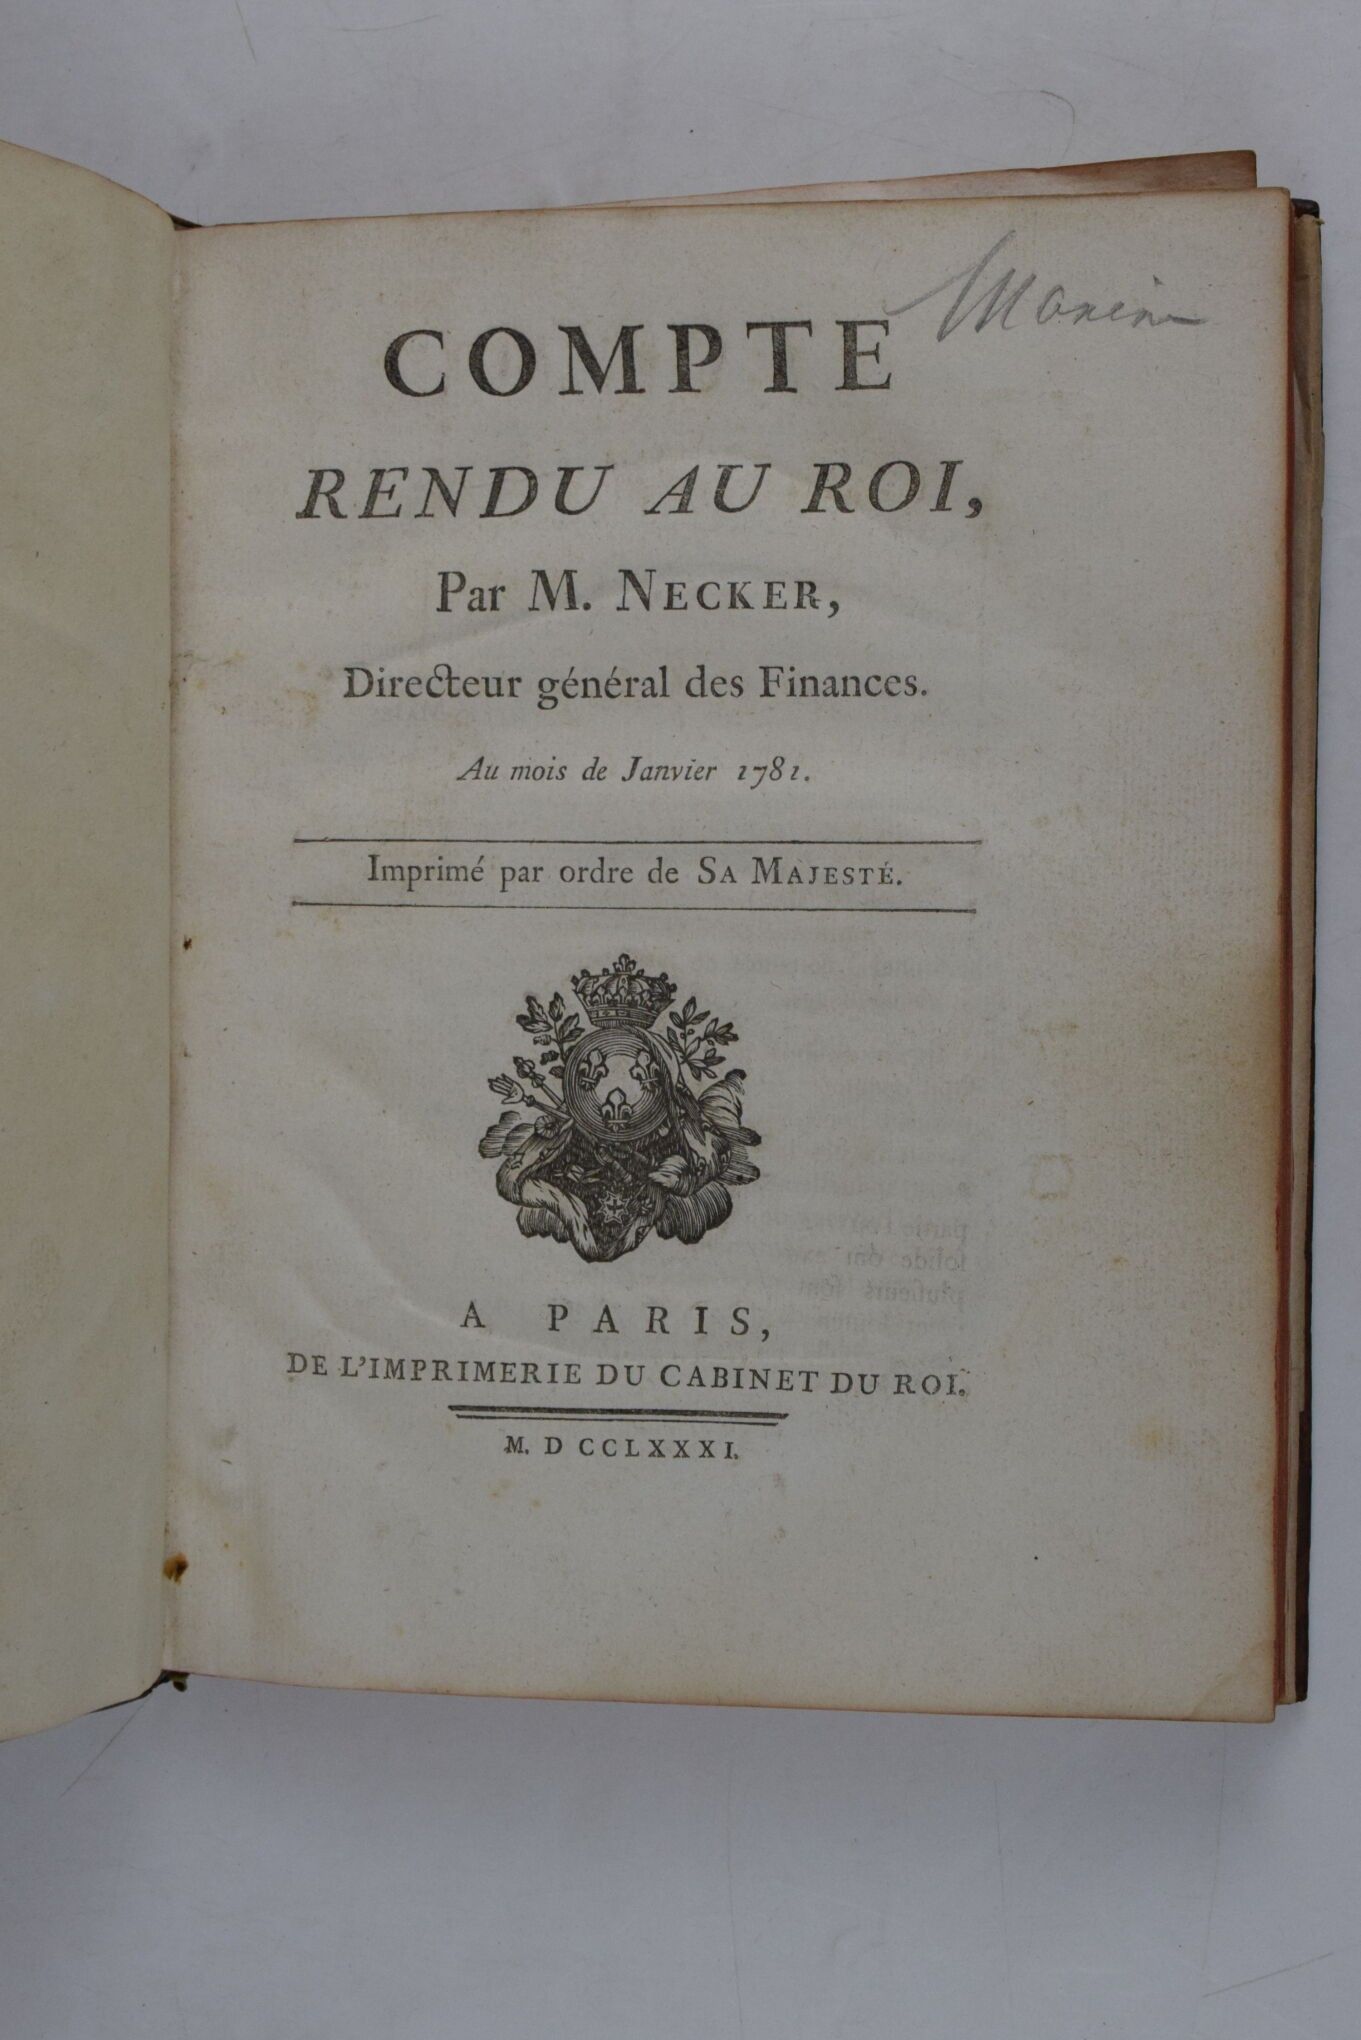 COMPTE
RENDU AU ROI,
Par M. NECKER,
Directeur général des Finances.
Au mois de Janvier 1781.
Imprimé par ordre de SA MAJESTÉ.
A PARIS,
DE L'IMPRIMERIE DU CABINET DU ROI.
M. D CCLXXXI.